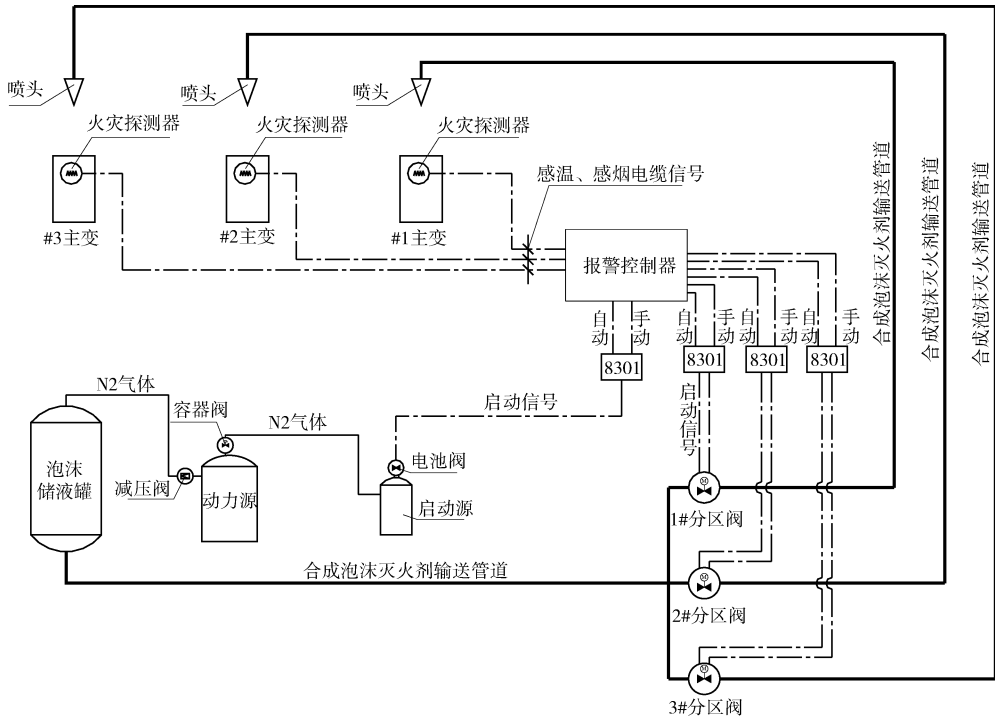 喷头
喷头
喷头
火灾探测器
火灾探测器
火灾探测器
感温、感烟电缆信号
#3主变
#2主变
#1主变
报警控制器
合成泡沫灭火剂输送管道
合成泡沫灭火剂输送管道
合成泡沫灭火剂输送管道
自动
手动
自动
手动
自动
手动
自动
手动
8301
8301
8301
8301
N2气体
容器阀
N2气体
启动信号
启动信号
泡沫
储液罐
减压阀
动力源
电池阀
启动源
M
1#分区阀
合成泡沫灭火剂输送管道
M
2#分区阀
M
3#分区阀